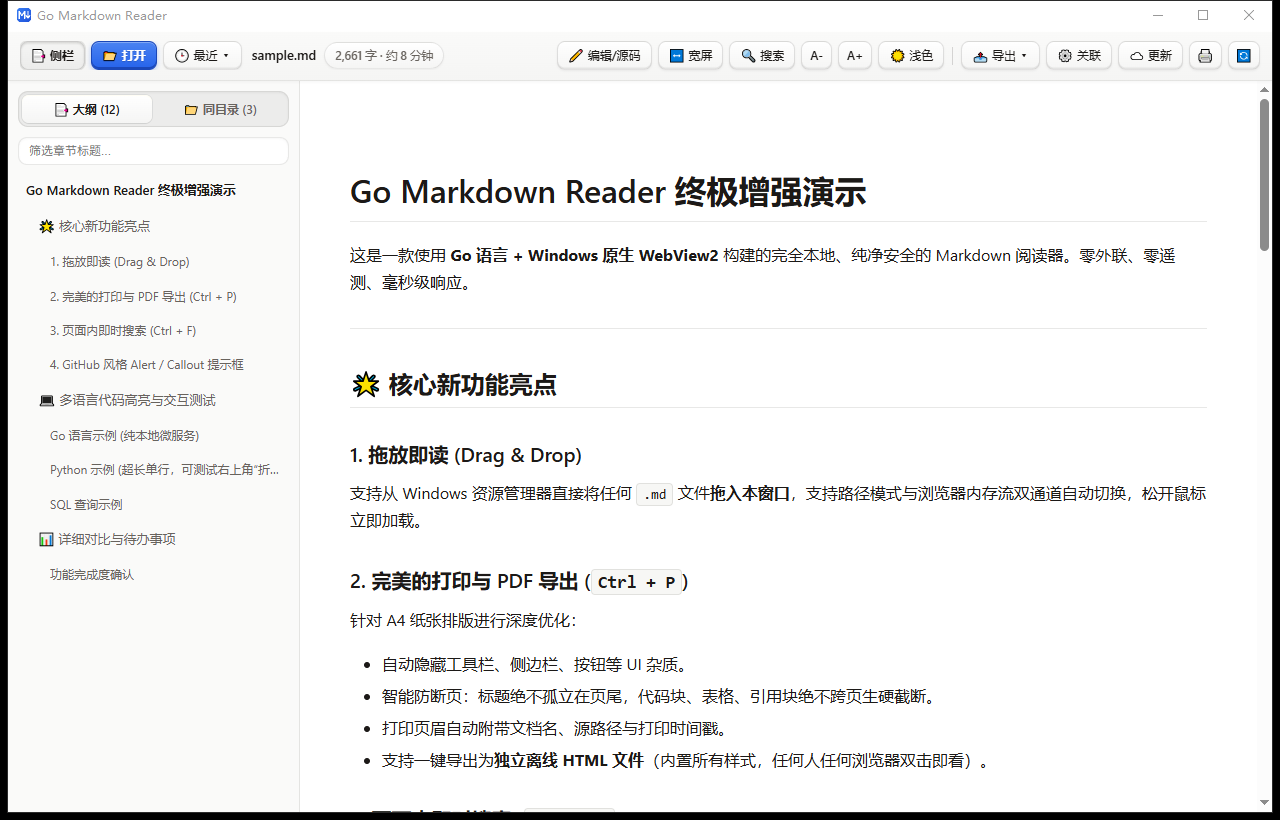 Go Markdown Reader
侧栏 打开 最近 sample.md 2,661 字 · 约 8 分钟 编辑/源码 宽屏 搜索 A- A+ 浅色 导出 关联 更新
大纲 (12) 同目录 (3)
筛选章节标题...
Go Markdown Reader 终极增强演示
核心新功能亮点
1. 拖放即读 (Drag & Drop)
2. 完美的打印与 PDF 导出 (Ctrl + P)
3. 页面内即时搜索 (Ctrl + F)
4. GitHub 风格 Alert / Callout 提示框
多语言代码高亮与交互测试
Go 语言示例 (纯本地微服务)
Python 示例 (超长单行，可测试右上角“折...
SQL 查询示例
详细对比与待办事项
功能完成度确认
Go Markdown Reader 终极增强演示
这是一款使用 Go 语言 + Windows 原生 WebView2 构建的完全本地、纯净安全的 Markdown 阅读器。零外联、零遥
测、毫秒级响应。
核心新功能亮点
1. 拖放即读 (Drag & Drop)
支持从 Windows 资源管理器直接将任何 .md 文件拖入本窗口，支持路径模式与浏览器内存流双通道自动切换，松开鼠标
立即加载。
2. 完美的打印与 PDF 导出 (Ctrl + P)
针对 A4 纸张排版进行深度优化：
• 自动隐藏工具栏、侧边栏、按钮等 UI 杂质。
• 智能防断页：标题绝不孤立在页尾，代码块、表格、引用块绝不跨页生硬截断。
• 打印页眉自动附带文档名、源路径与打印时间戳。
• 支持一键导出为独立离线 HTML 文件（内置所有样式，任何人任何浏览器双击即看）。